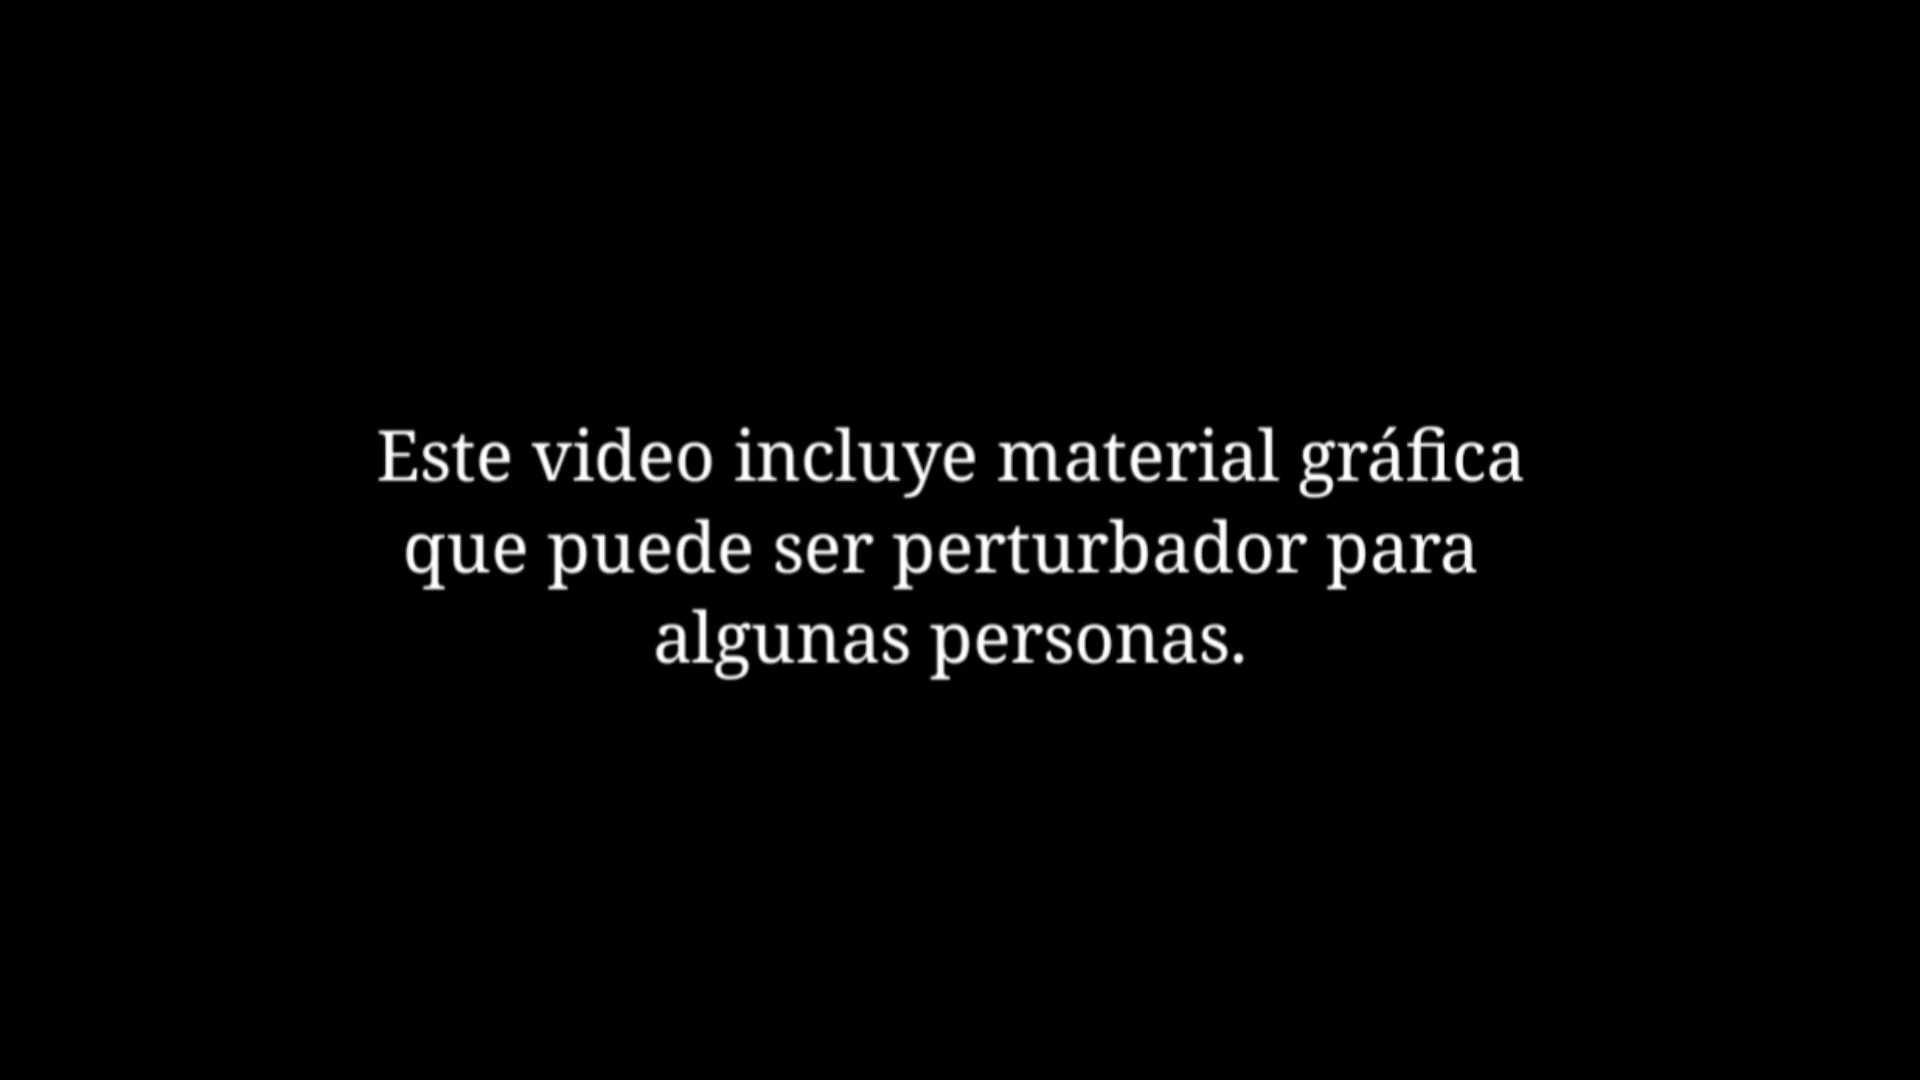 Este video incluye material gráfica
que puede ser perturbador para
algunas personas.